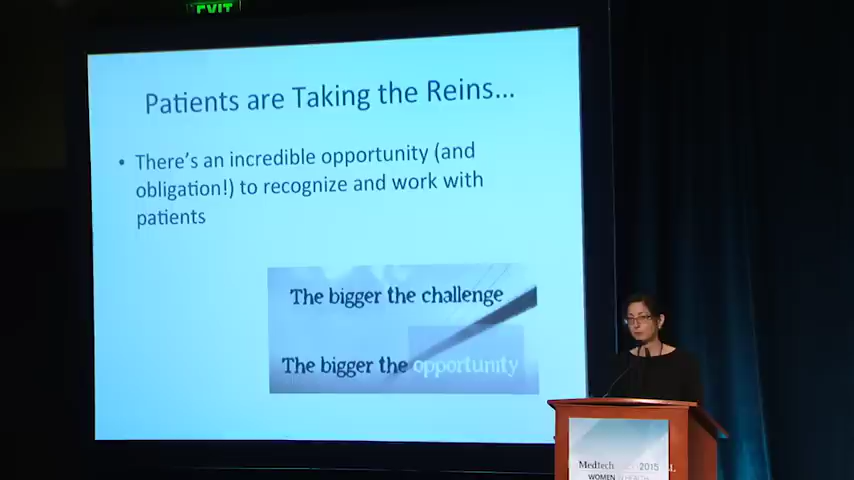 EXIT
Patients are Taking the Reins...
• There's an incredible opportunity (and
obligation!) to recognize and work with
patients
The bigger the challenge
The bigger the opportunity
Medtech 2015
WOMEN